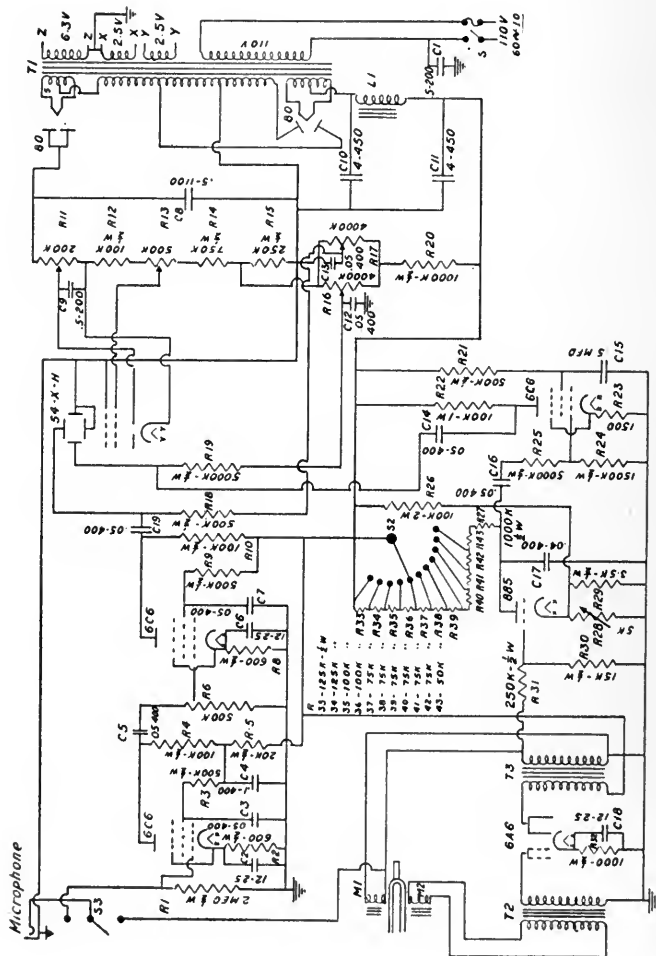 Microphone
S3
R1
2 MEG ½W
6C6
C2
12-25
R2
600-½W
C3
05-400
R3
500K-½W
C4
.1-400
C5
05 400
R4
100K-½W
R5
20K-½W
R6
500K
6C6
R8
600-½W
C6
12-25
C7
05-400
R9
500K-½W
R10
100K-½W
C19
.05-400
R18
500K-½W
R19
5000K-½W
54-X-H
C9
.5-200
R11
200K
R12
100K-½W
R13
500K
R14
750K-½W
R15
250K-½W
C8
.5-1100
80
T1
Z
6.3V
Z
X
2.5V
X
Y
2.5V
Y
110V
S
110V
60~10
C1
.5-200
80
L1
C10
4-450
C11
4-450
R16
4000K
C13
.05
400
4000K
R17
C12
.05
400
R20
1000K-½W
R21
500K-½W
R22
100K-1W
C14
05-400
6C6
C15
5 MFD
R23
1500
R24
1500K-½W
R25
5000K-½W
C16
.05-400
R26
100K-2W
S2
R27
1000K
½W
R33
R34
R35
R36
R37
R38
R39
R40
R41
R42
R43
R
33-125K-½W
34-125K "
35-100K "
36-100K "
37-75K "
38-75K "
39-75K "
40-75K "
41-75K "
42-75K "
43-50K "
885
C17
.04-400
R28
5K
R29
3.5K-½W
R30
15K-½W
R31
250K-½W
M1
M2
T3
6A6
C18
12-25
R32
1000-½W
T2